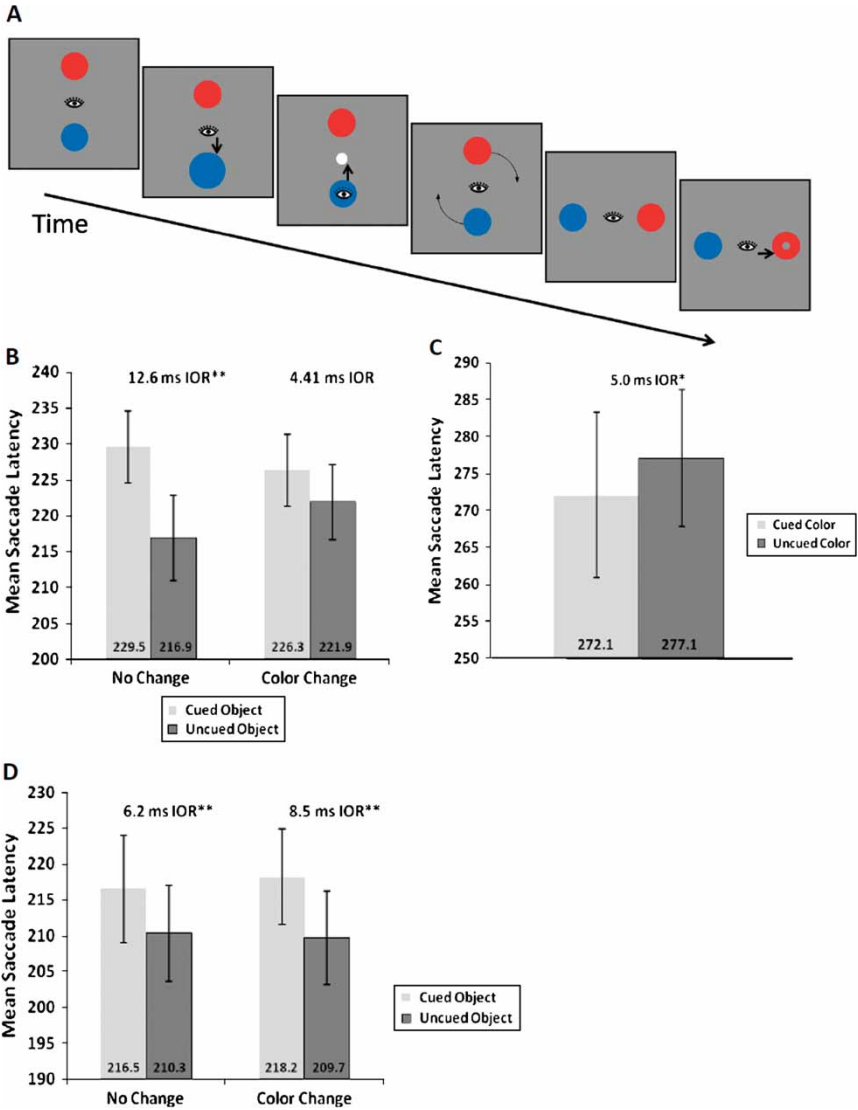 A
Time
B
240
235
230
225
220
215
210
205
200
Mean Saccade Latency
12.6 ms IOR**
4.41 ms IOR
229.5
216.9
226.3
221.9
No Change
Color Change
Cued Object
Uncued Object
C
290
285
280
275
270
265
260
255
250
Mean Saccade Latency
5.0 ms IOR*
272.1
277.1
Cued Color
Uncued Color
D
230
225
220
215
210
205
200
195
190
Mean Saccade Latency
6.2 ms IOR**
8.5 ms IOR**
216.5
210.3
218.2
209.7
No Change
Color Change
Cued Object
Uncued Object